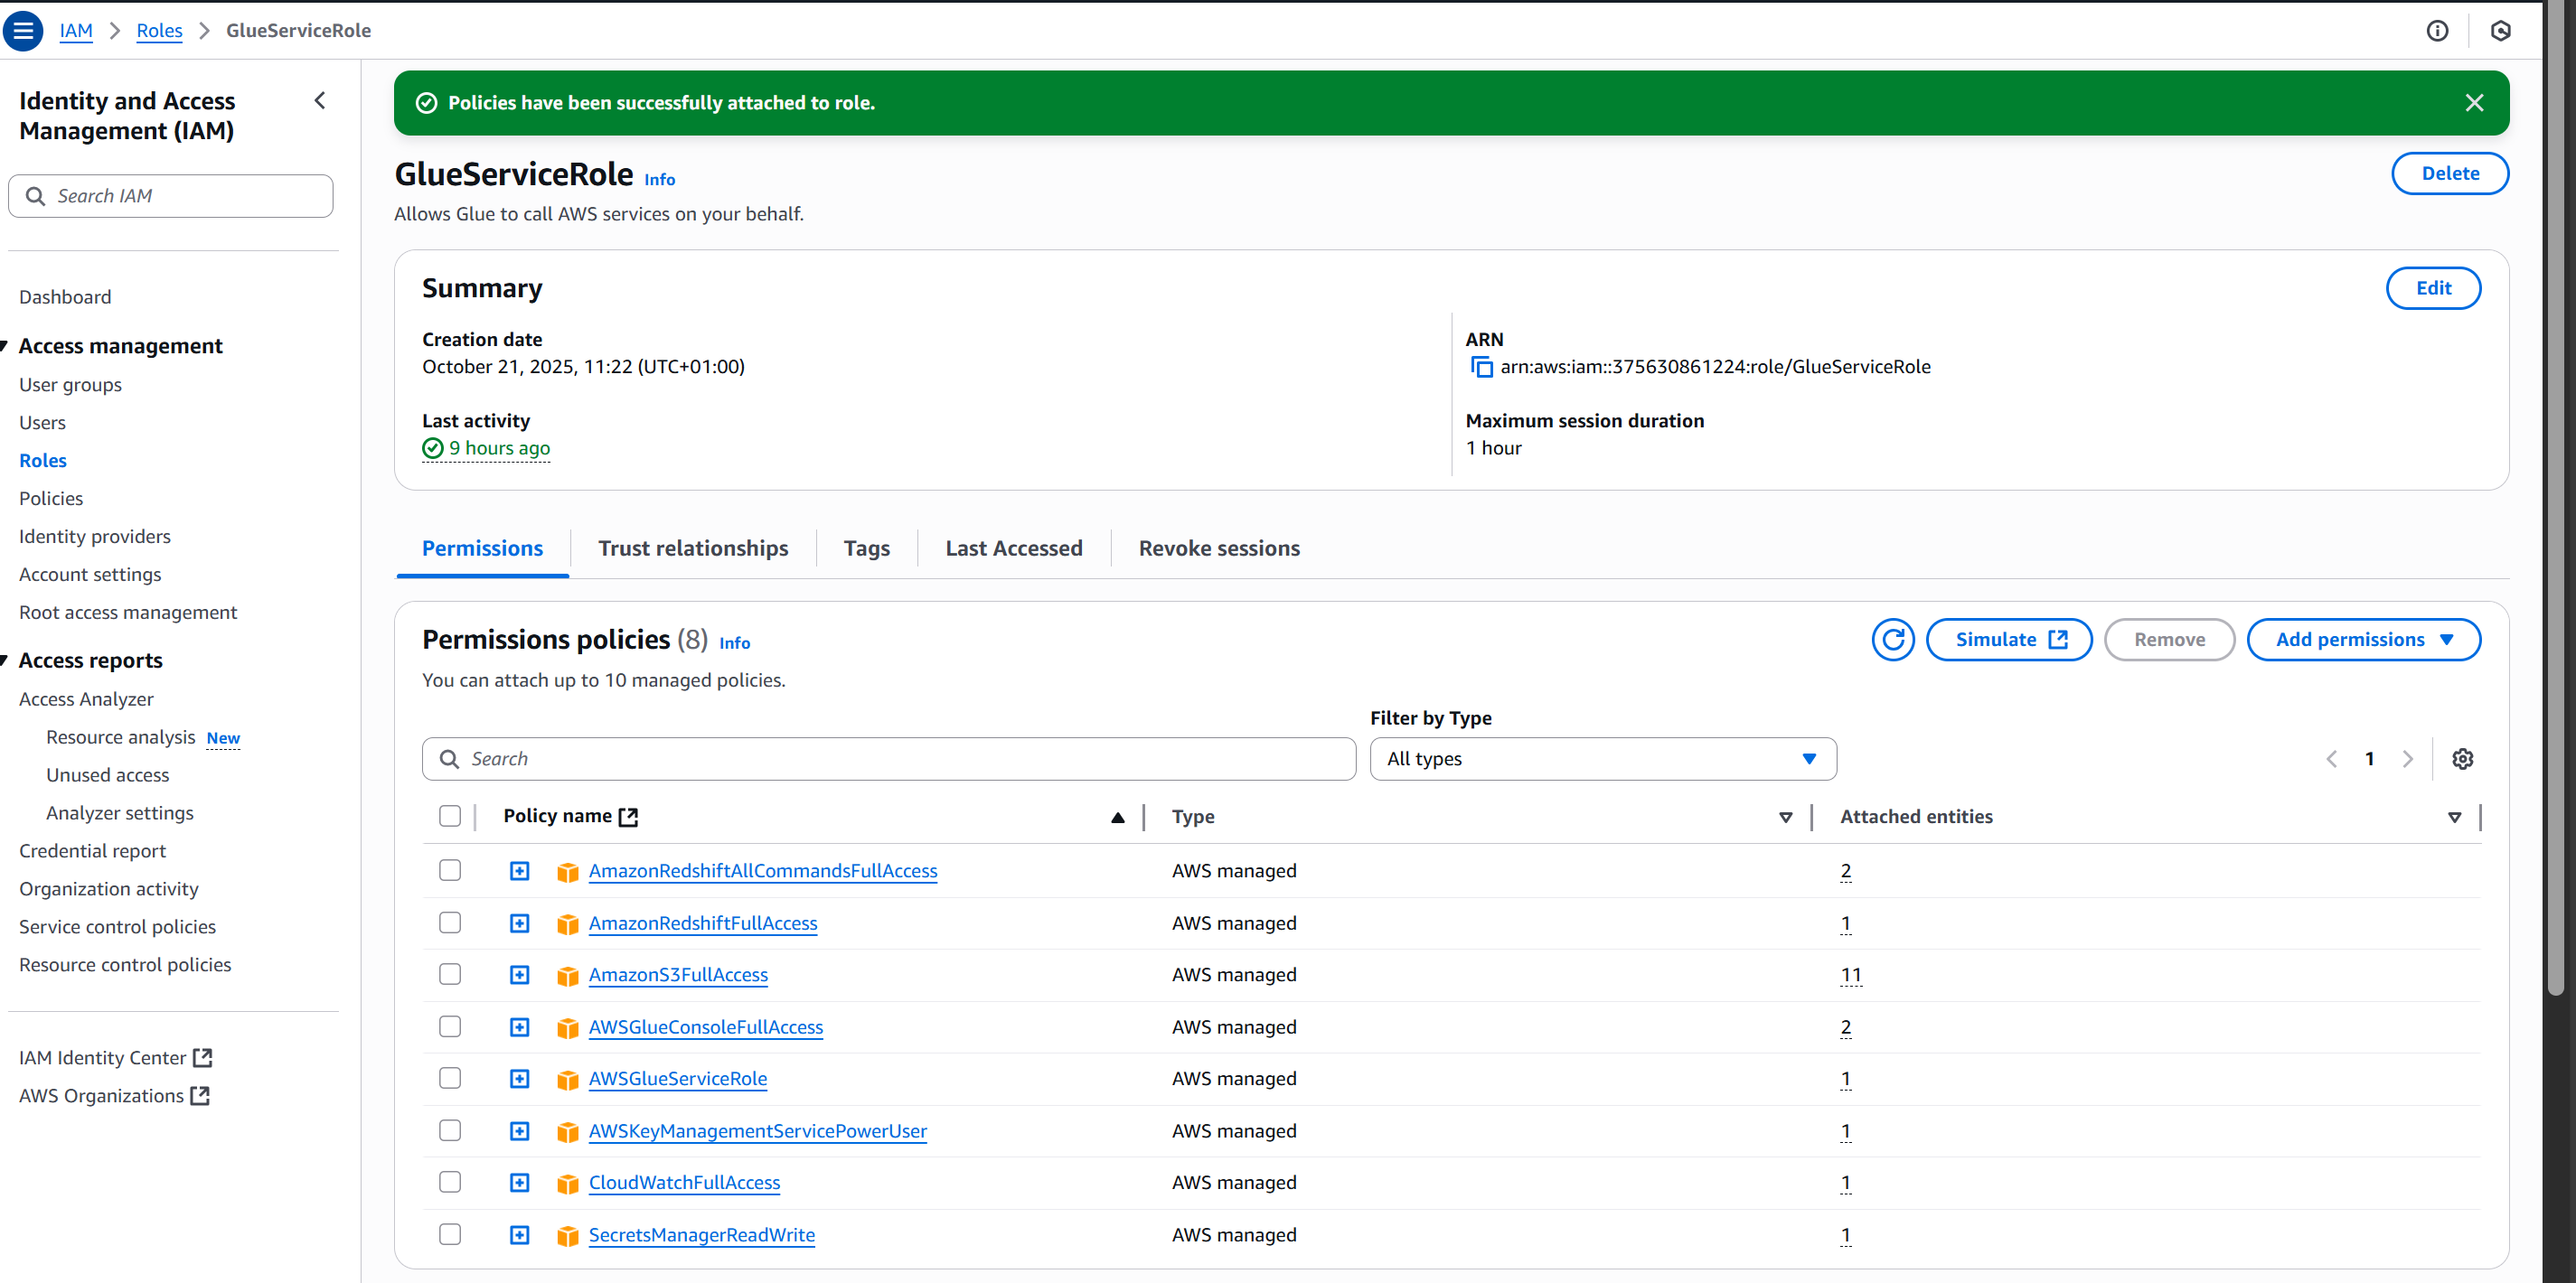 IAM > Roles > GlueServiceRole
Identity and Access
Management (IAM)
Search IAM
Dashboard
Access management
User groups
Users
Roles
Policies
Identity providers
Account settings
Root access management
Access reports
Access Analyzer
Resource analysis New
Unused access
Analyzer settings
Credential report
Organization activity
Service control policies
Resource control policies
IAM Identity Center
AWS Organizations
Policies have been successfully attached to role.
GlueServiceRole Info
Delete
Allows Glue to call AWS services on your behalf.
Summary
Edit
Creation date
October 21, 2025, 11:22 (UTC+01:00)
ARN
arn:aws:iam::375630861224:role/GlueServiceRole
Last activity
9 hours ago
Maximum session duration
1 hour
Permissions Trust relationships Tags Last Accessed Revoke sessions
Permissions policies (8) Info
Simulate Remove Add permissions
You can attach up to 10 managed policies.
Filter by Type
Search
All types
1
Policy name Type Attached entities
AmazonRedshiftAllCommandsFullAccess AWS managed 2
AmazonRedshiftFullAccess AWS managed 1
AmazonS3FullAccess AWS managed 11
AWSGlueConsoleFullAccess AWS managed 2
AWSGlueServiceRole AWS managed 1
AWSKeyManagementServicePowerUser AWS managed 1
CloudWatchFullAccess AWS managed 1
SecretsManagerReadWrite AWS managed 1